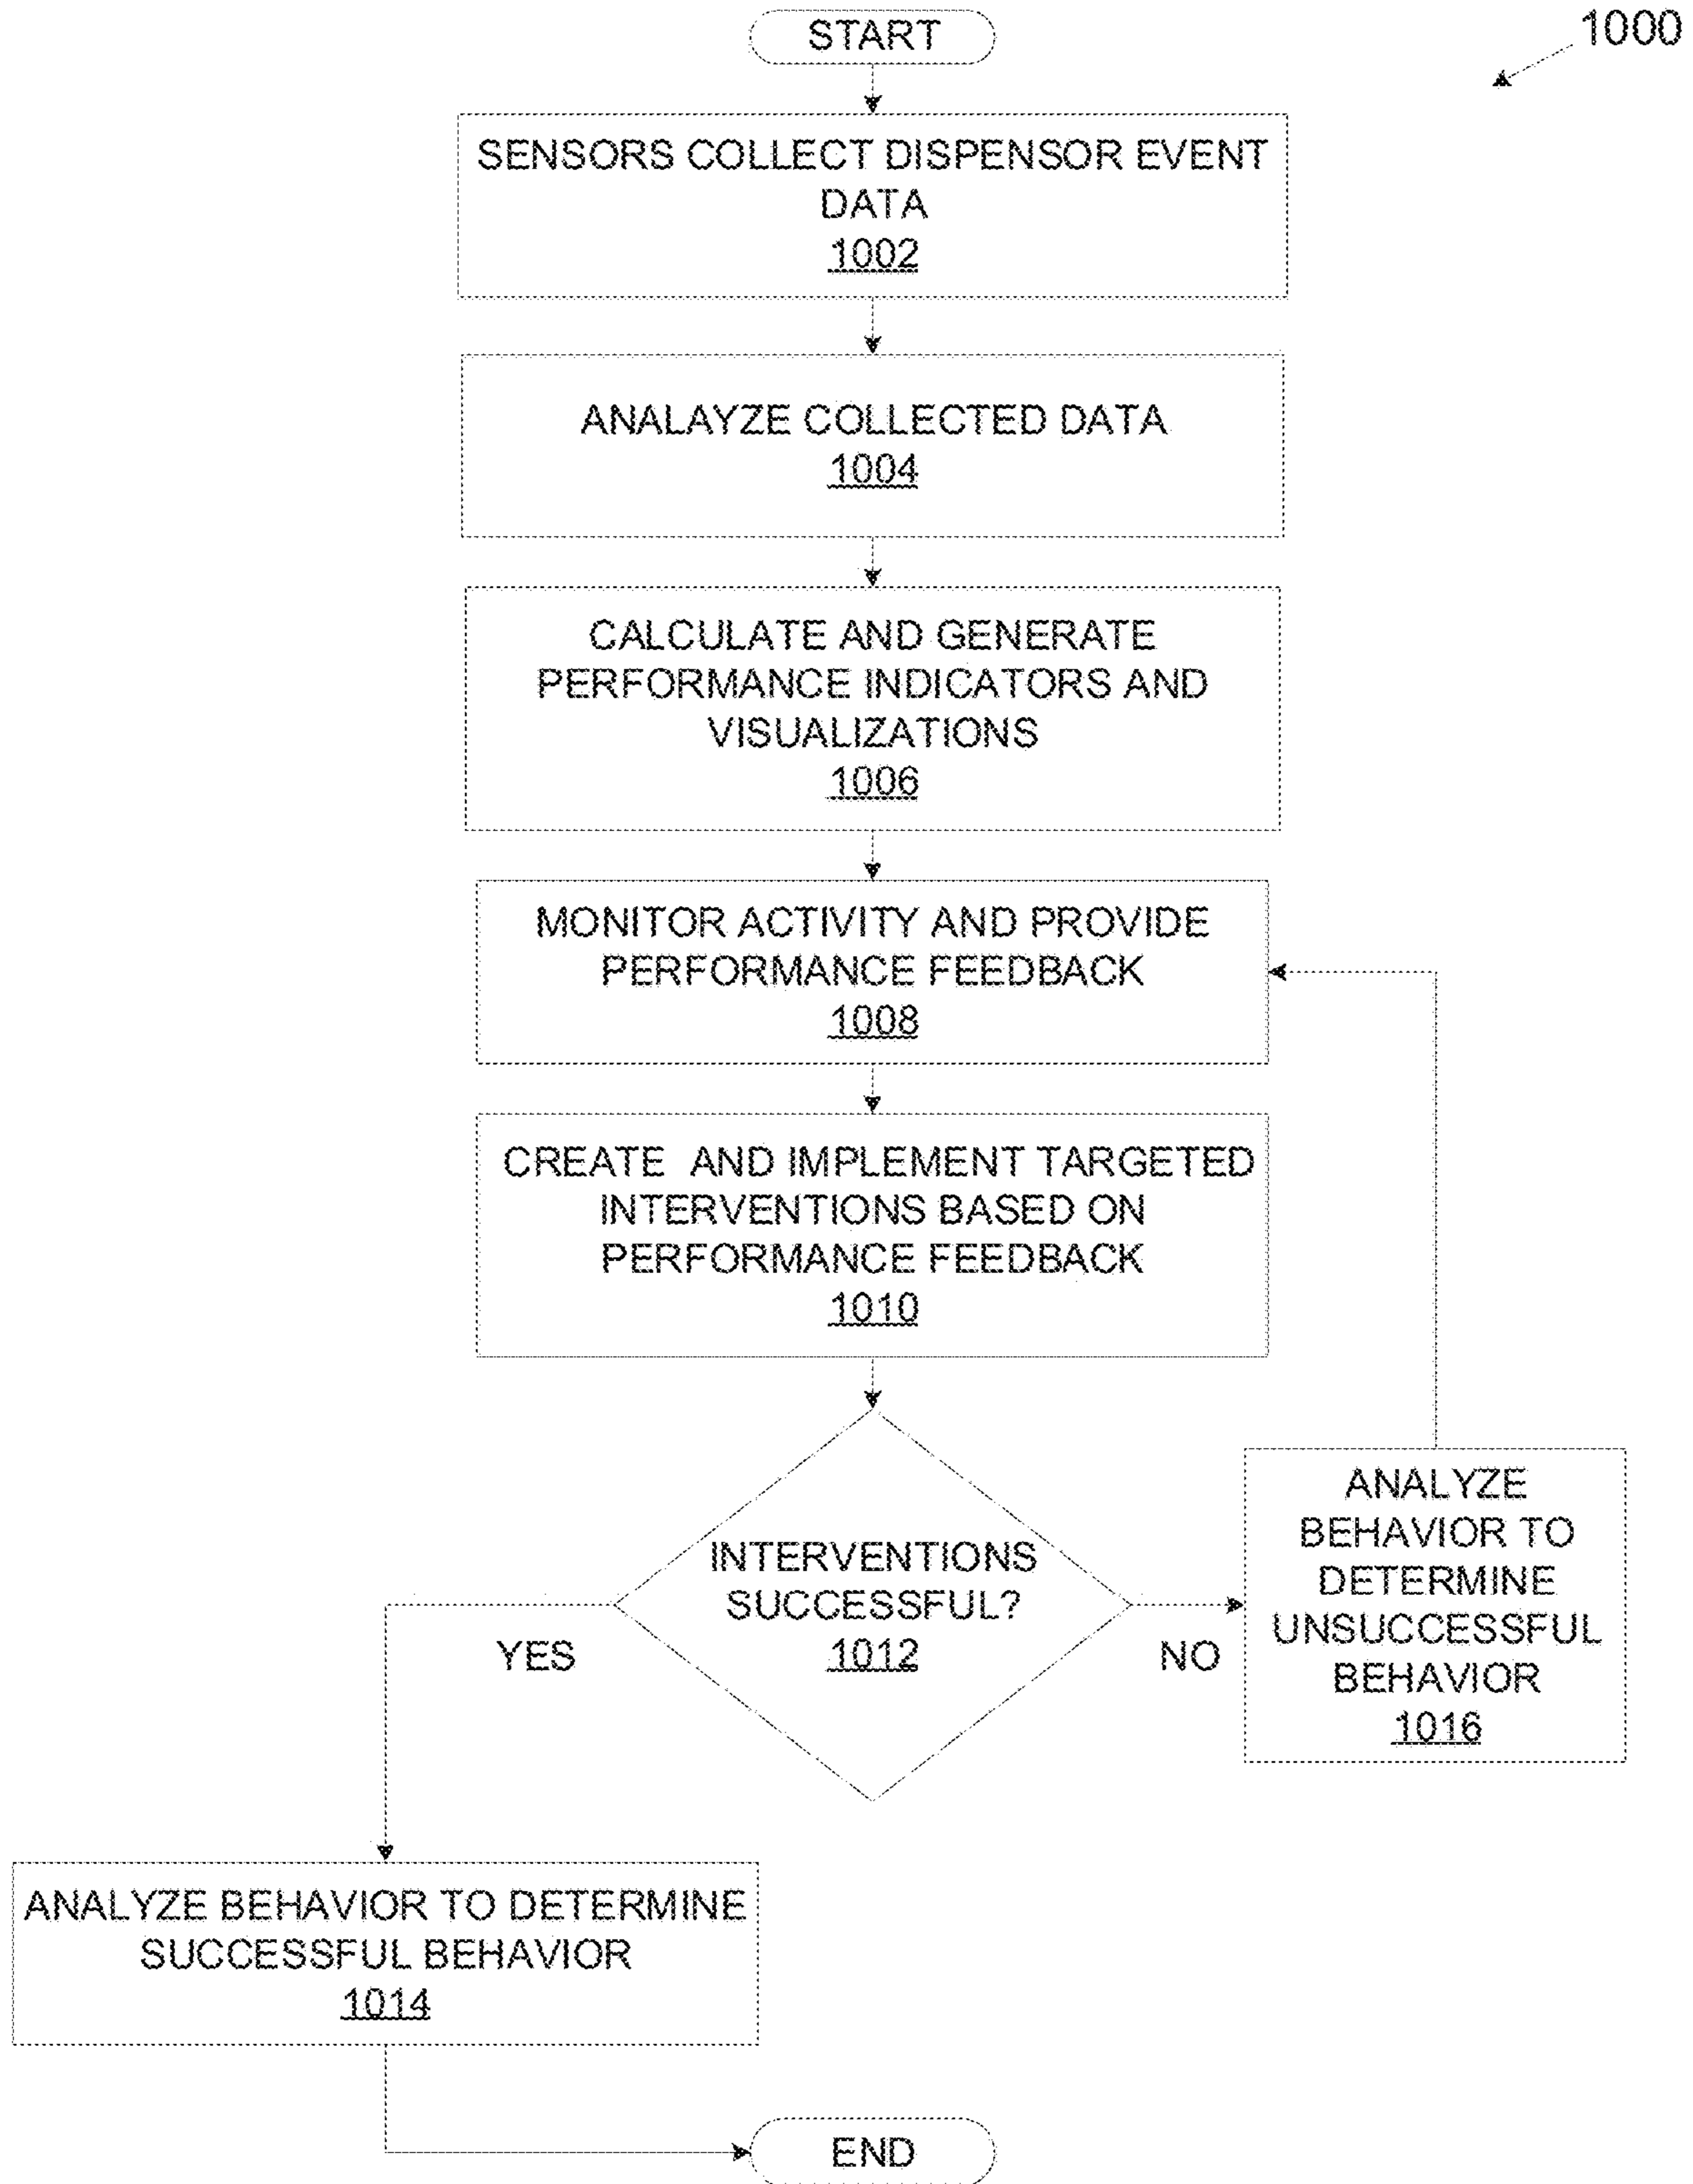 START
1000
SENSORS COLLECT DISPENSOR EVENT
DATA
1002
ANALAYZE COLLECTED DATA
1004
CALCULATE AND GENERATE
PERFORMANCE INDICATORS AND
VISUALIZATIONS
1006
MONITOR ACTIVITY AND PROVIDE
PERFORMANCE FEEDBACK
1008
CREATE AND IMPLEMENT TARGETED
INTERVENTIONS BASED ON
PERFORMANCE FEEDBACK
1010
INTERVENTIONS
SUCCESSFUL?
1012
YES
NO
ANALYZE
BEHAVIOR TO
DETERMINE
UNSUCCESSFUL
BEHAVIOR
1016
ANALYZE BEHAVIOR TO DETERMINE
SUCCESSFUL BEHAVIOR
1014
END